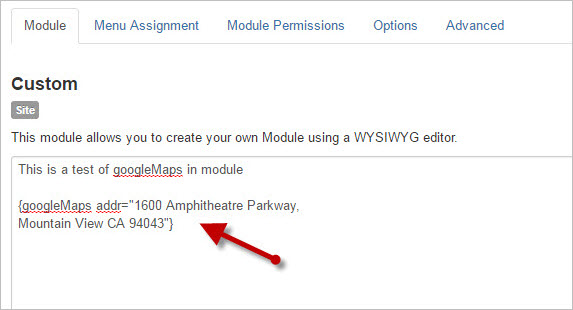 Module Menu Assignment Module Permissions Options Advanced
Custom
Site
This module allows you to create your own Module using a WYSIWYG editor.
This is a test of googleMaps in module
{googleMaps addr="1600 Amphitheatre Parkway,
Mountain View CA 94043"}